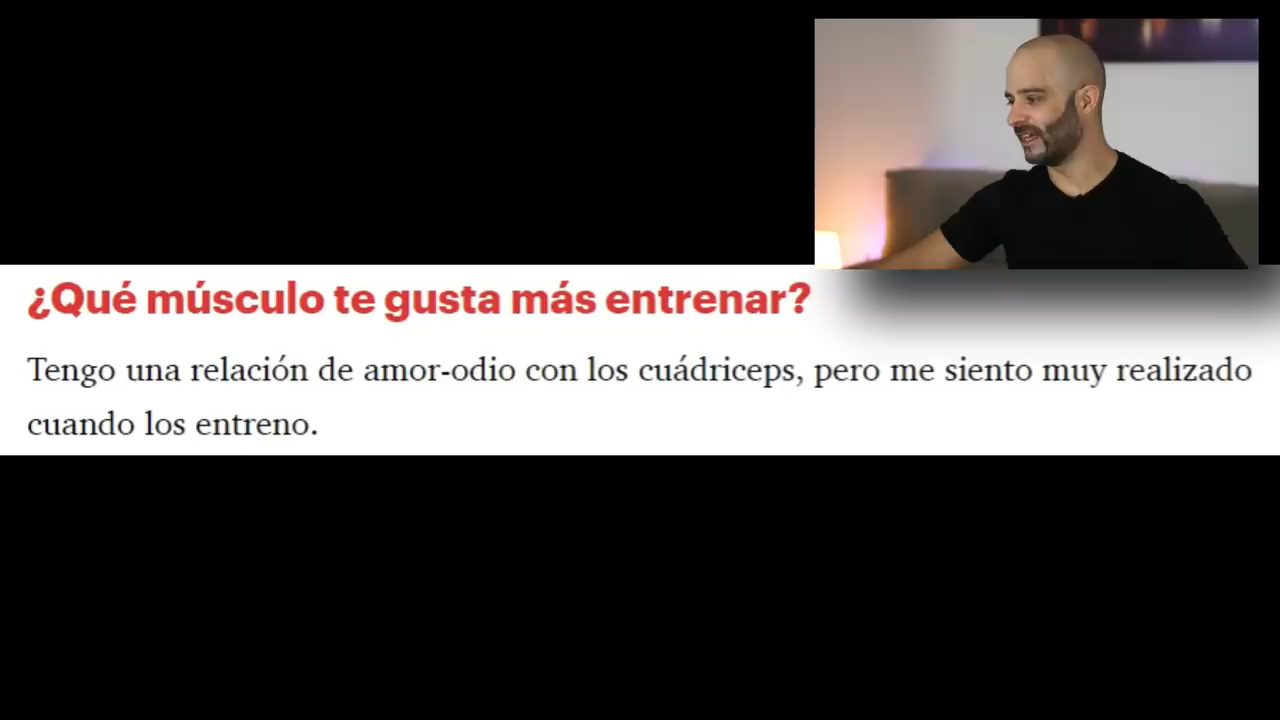 ¿Qué músculo te gusta más entrenar?
Tengo una relación de amor-odio con los cuádriceps, pero me siento muy realizado
cuando los entreno.